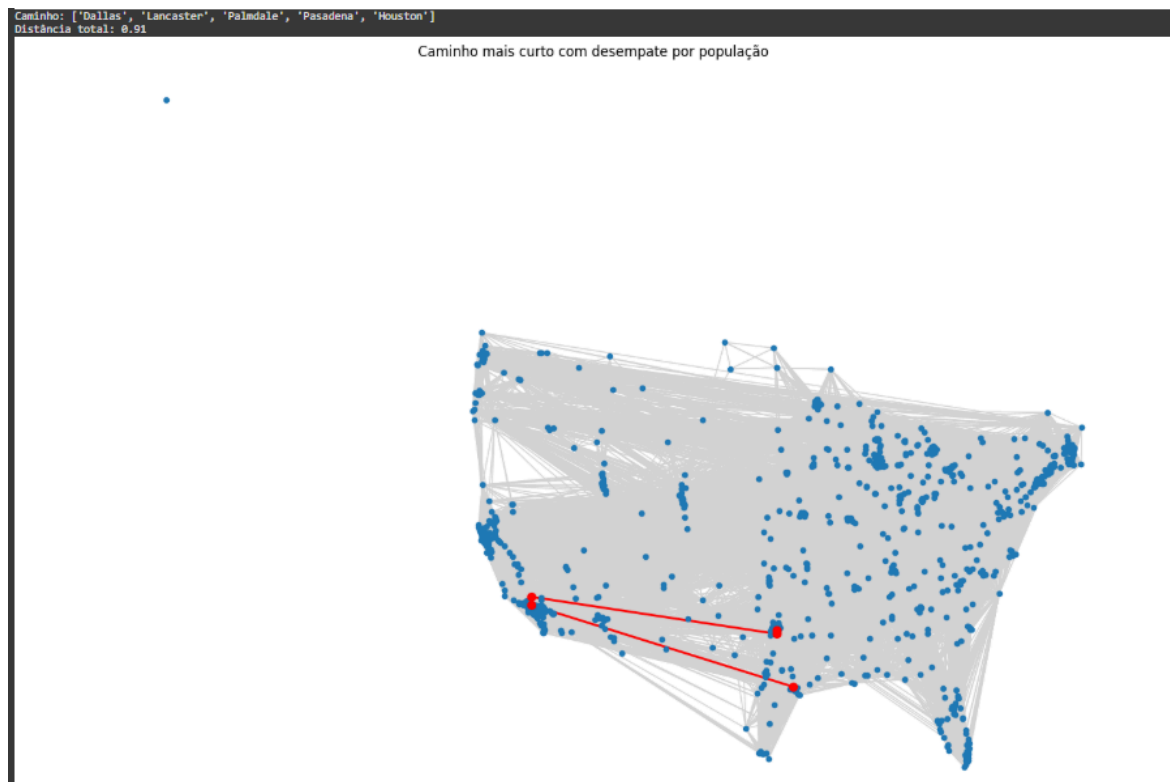 Caminho: ['Dallas', 'Lancaster', 'Palmdale', 'Pasadena', 'Houston']
Distância total: 0.91
Caminho mais curto com desempate por população